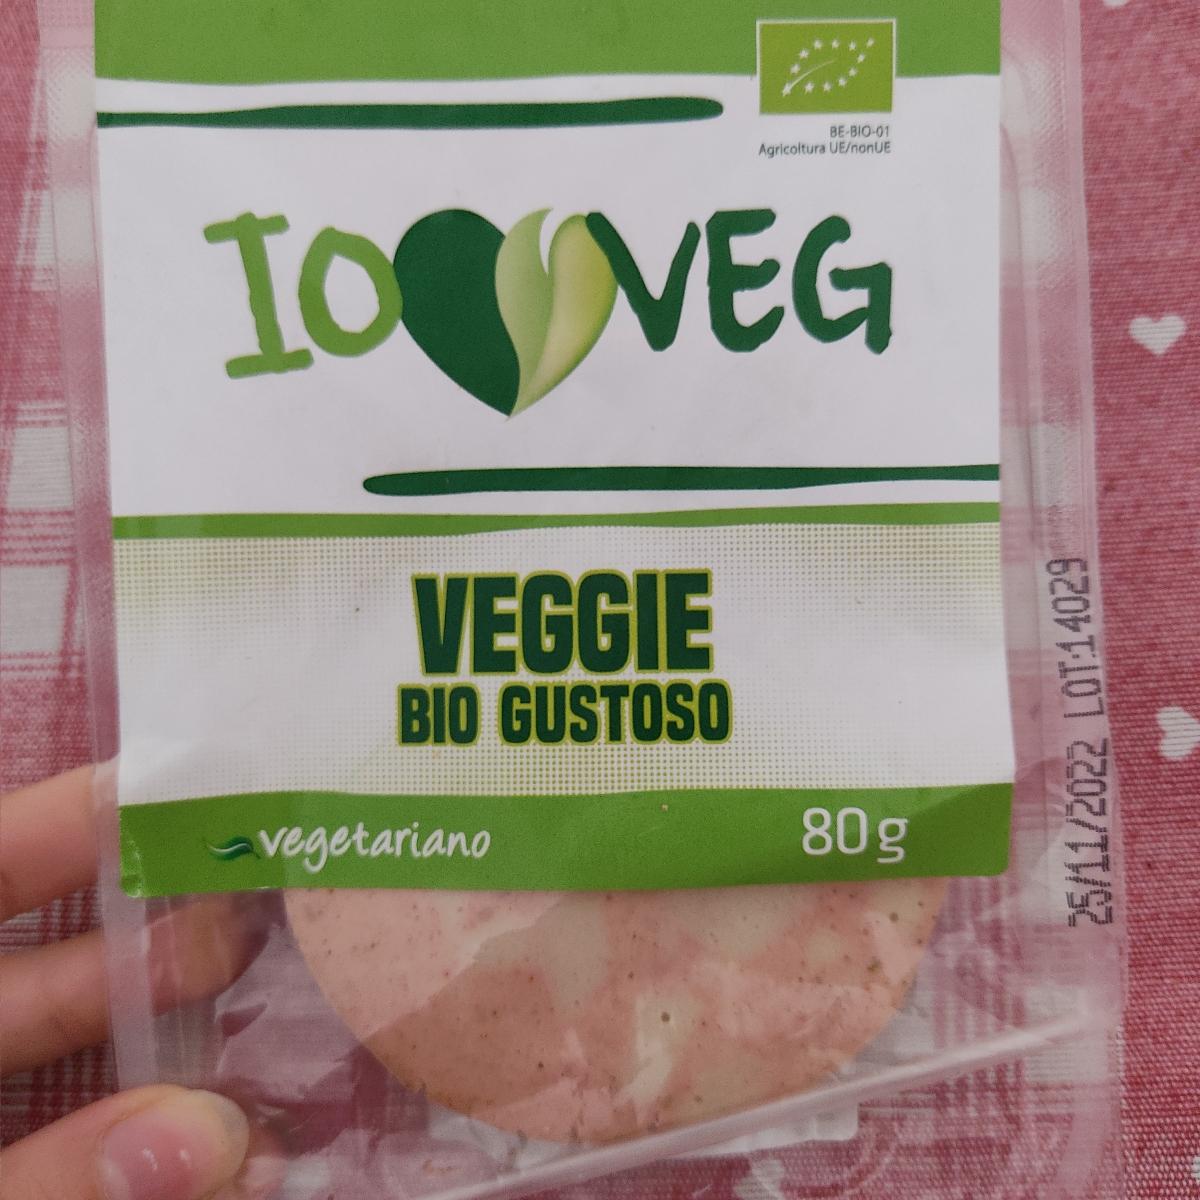 BE-BIO-01
Agricoltura UE/nonUE
IO VEG
VEGGIE
BIO GUSTOSO
vegetariano
80g
25/11/2022 LOT:14029